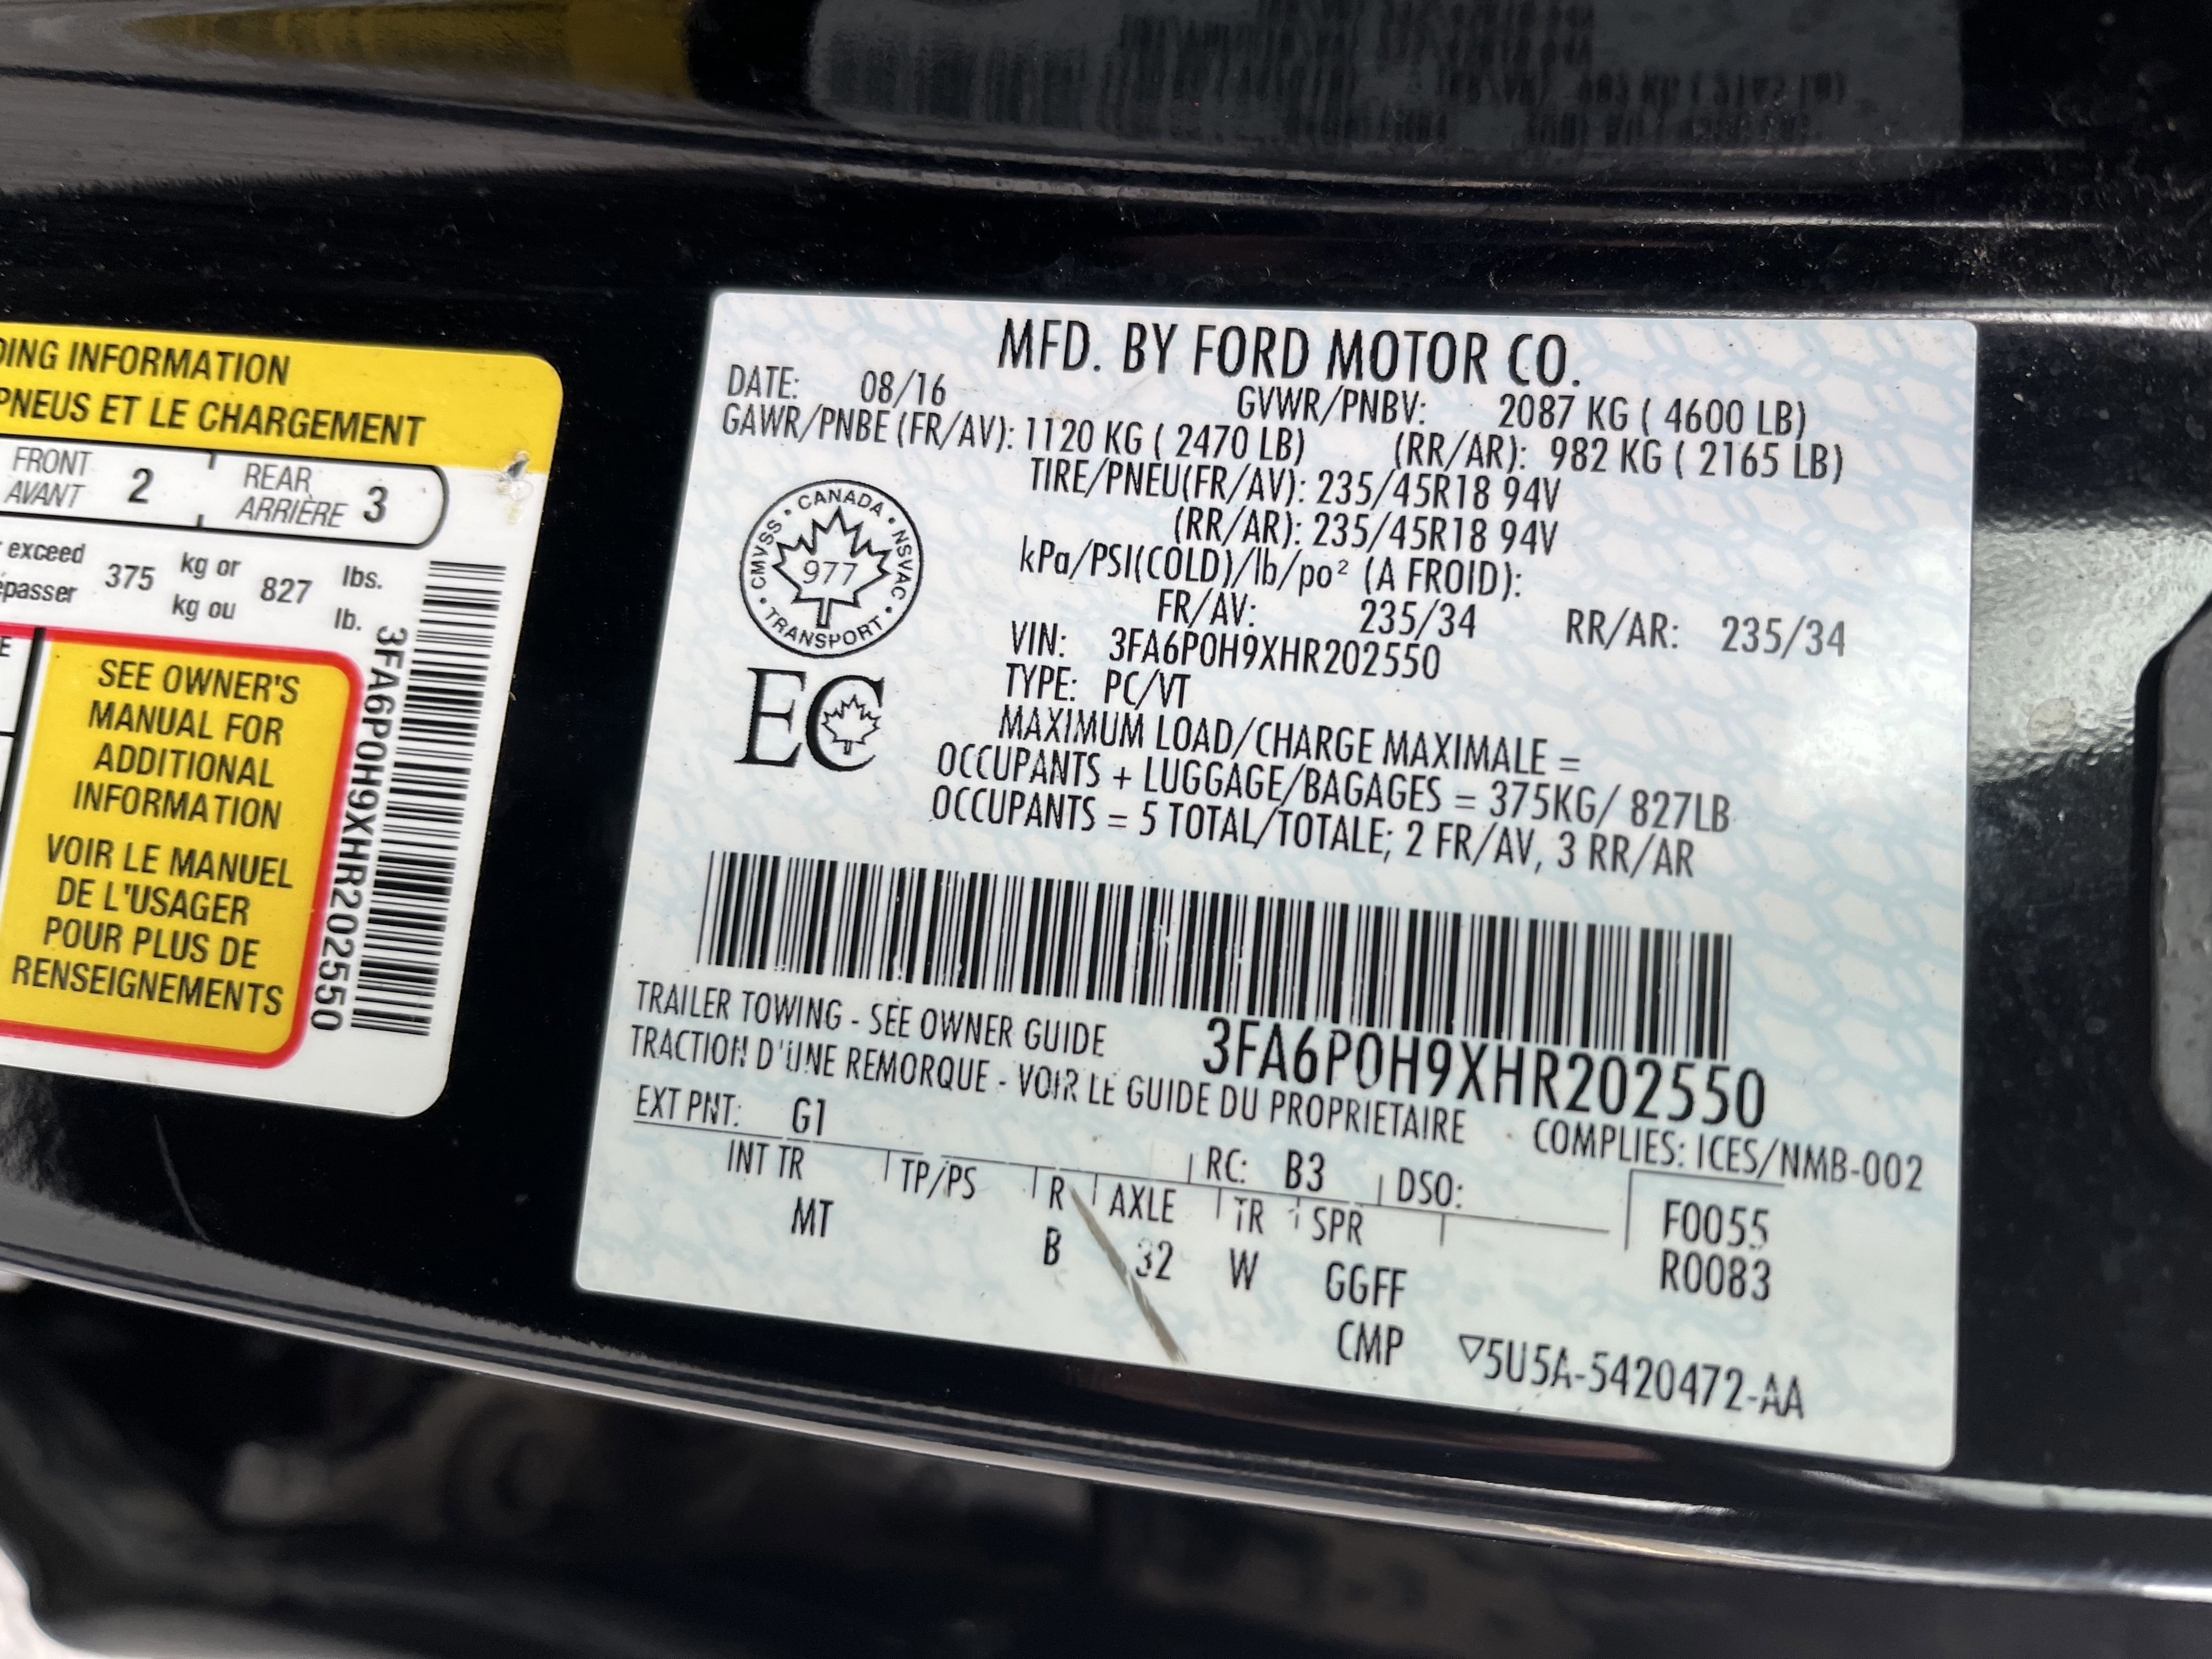 DING INFORMATION
PNEUS ET LE CHARGEMENT
FRONT
AVANT 2
REAR
ARRIÈRE 3
exceed
375 kg or 827 lbs.
kg ou lb.
3FA6P0H9XHR202550
SEE OWNER'S
MANUAL FOR
ADDITIONAL
INFORMATION
VOIR LE MANUEL
DE L'USAGER
POUR PLUS DE
RENSEIGNEMENTS
MFD. BY FORD MOTOR CO.
DATE: 08/16 GVWR/PNBV: 2087 KG ( 4600 LB)
GAWR/PNBE (FR/AV): 1120 KG ( 2470 LB) (RR/AR): 982 KG ( 2165 LB)
TIRE/PNEU(FR/AV): 235/45R18 94V
(RR/AR): 235/45R18 94V
kPa/PSI(COLD)/lb/po² (A FROID):
FR/AV: 235/34 RR/AR: 235/34
VIN: 3FA6P0H9XHR202550
TYPE: PC/VT
MAXIMUM LOAD/CHARGE MAXIMALE =
OCCUPANTS + LUGGAGE/BAGAGES = 375KG/ 827LB
OCCUPANTS = 5 TOTAL/TOTALE; 2 FR/AV, 3 RR/AR
CANADA • NSVAC • TRANSPORT • CMVSS •
977
EC
TRAILER TOWING - SEE OWNER GUIDE
TRACTION D'UNE REMORQUE - VOIR LE GUIDE DU PROPRIETAIRE
3FA6P0H9XHR202550
COMPLIES: ICES/NMB-002
EXT PNT: G1 RC: B3 DSO:
INT TR TP/PS R AXLE TR SPR
MT B 32 W GGFF
CMP
F0055
R0083
▽5U5A-5420472-AA